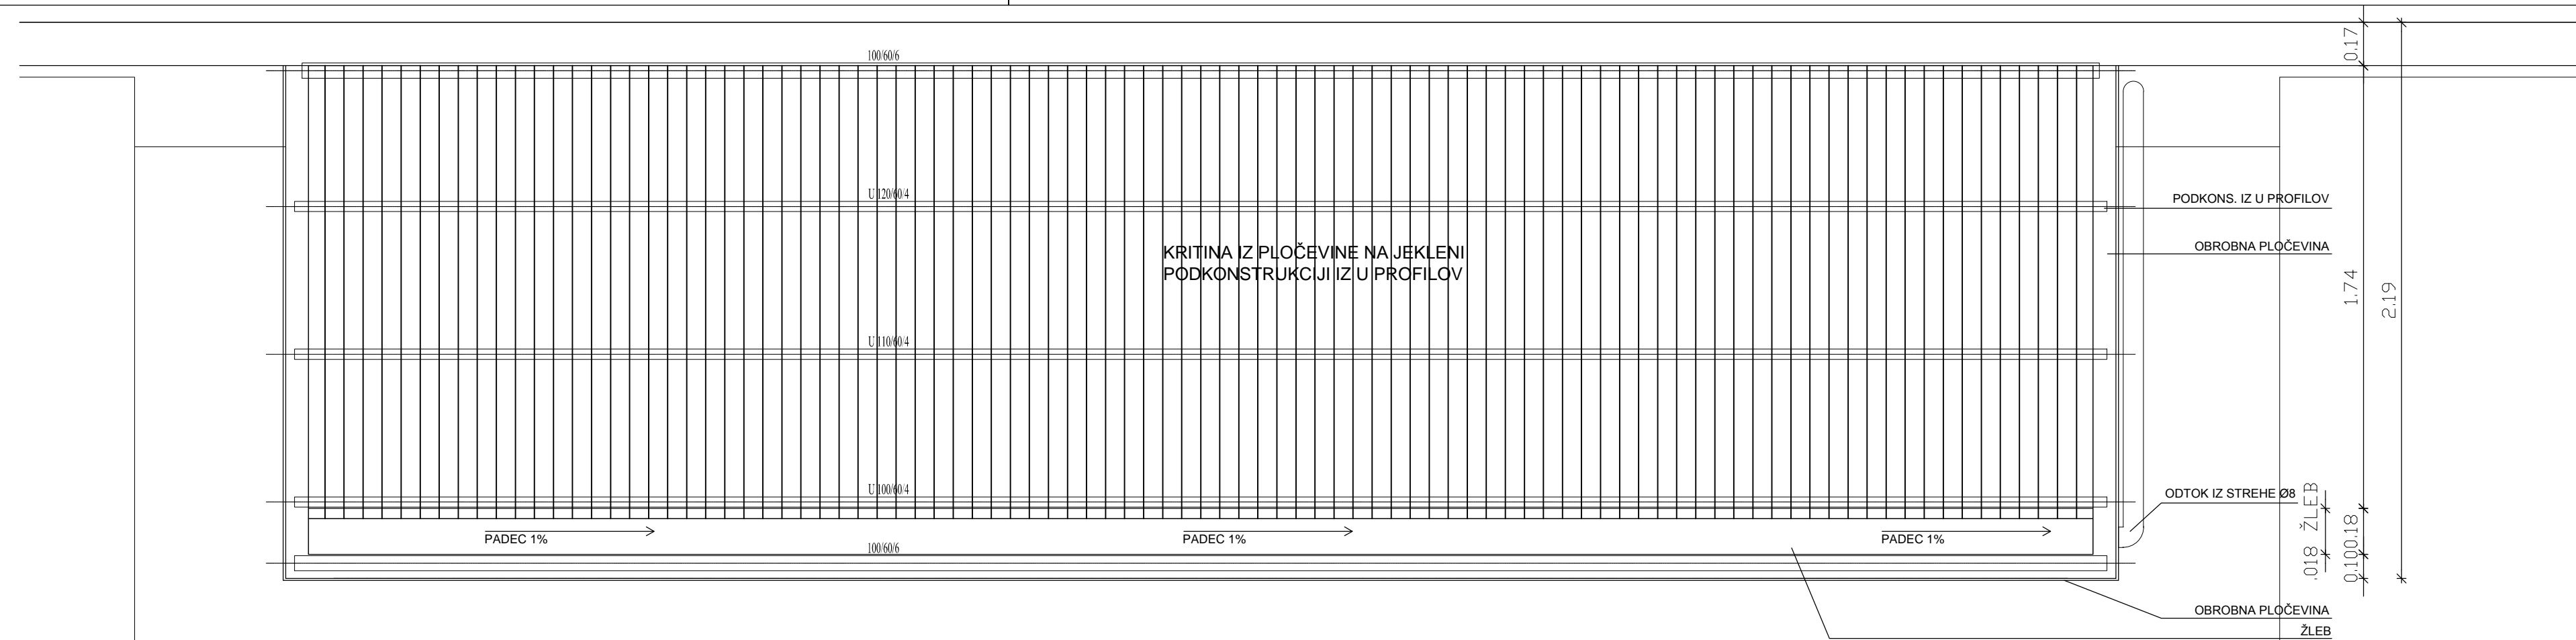 100/60/6
0.17
U 120/60/4
PODKONS. IZ U PROFILOV
KRITINA IZ PLOČEVINE NA JEKLENI
PODKONSTRUKCIJI IZ U PROFILOV
OBROBNA PLOČEVINA
1.74
2.19
U 110/60/4
U 100/60/4
ODTOK IZ STREHE Ø8
.018 ŽLEB
0.18
0.10
PADEC 1%
PADEC 1%
PADEC 1%
100/60/6
OBROBNA PLOČEVINA
ŽLEB